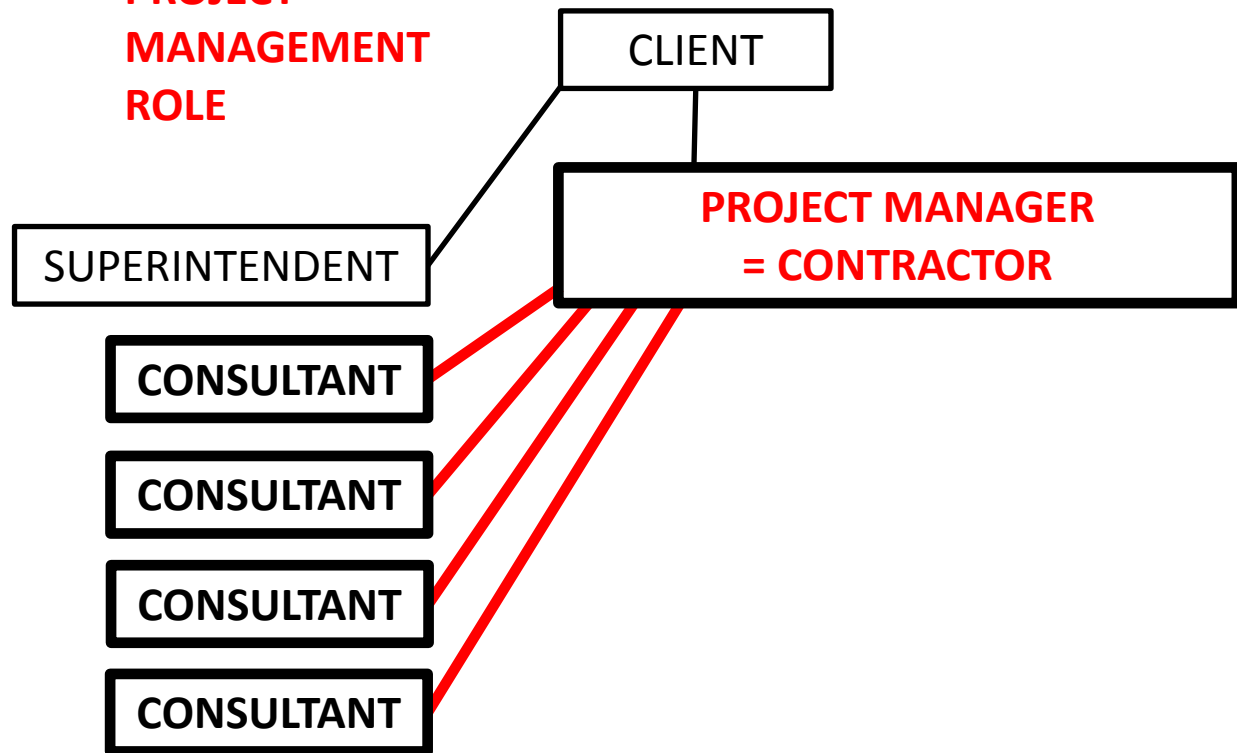 MANAGEMENT
ROLE
CLIENT
PROJECT MANAGER
= CONTRACTOR
SUPERINTENDENT
CONSULTANT
CONSULTANT
CONSULTANT
CONSULTANT